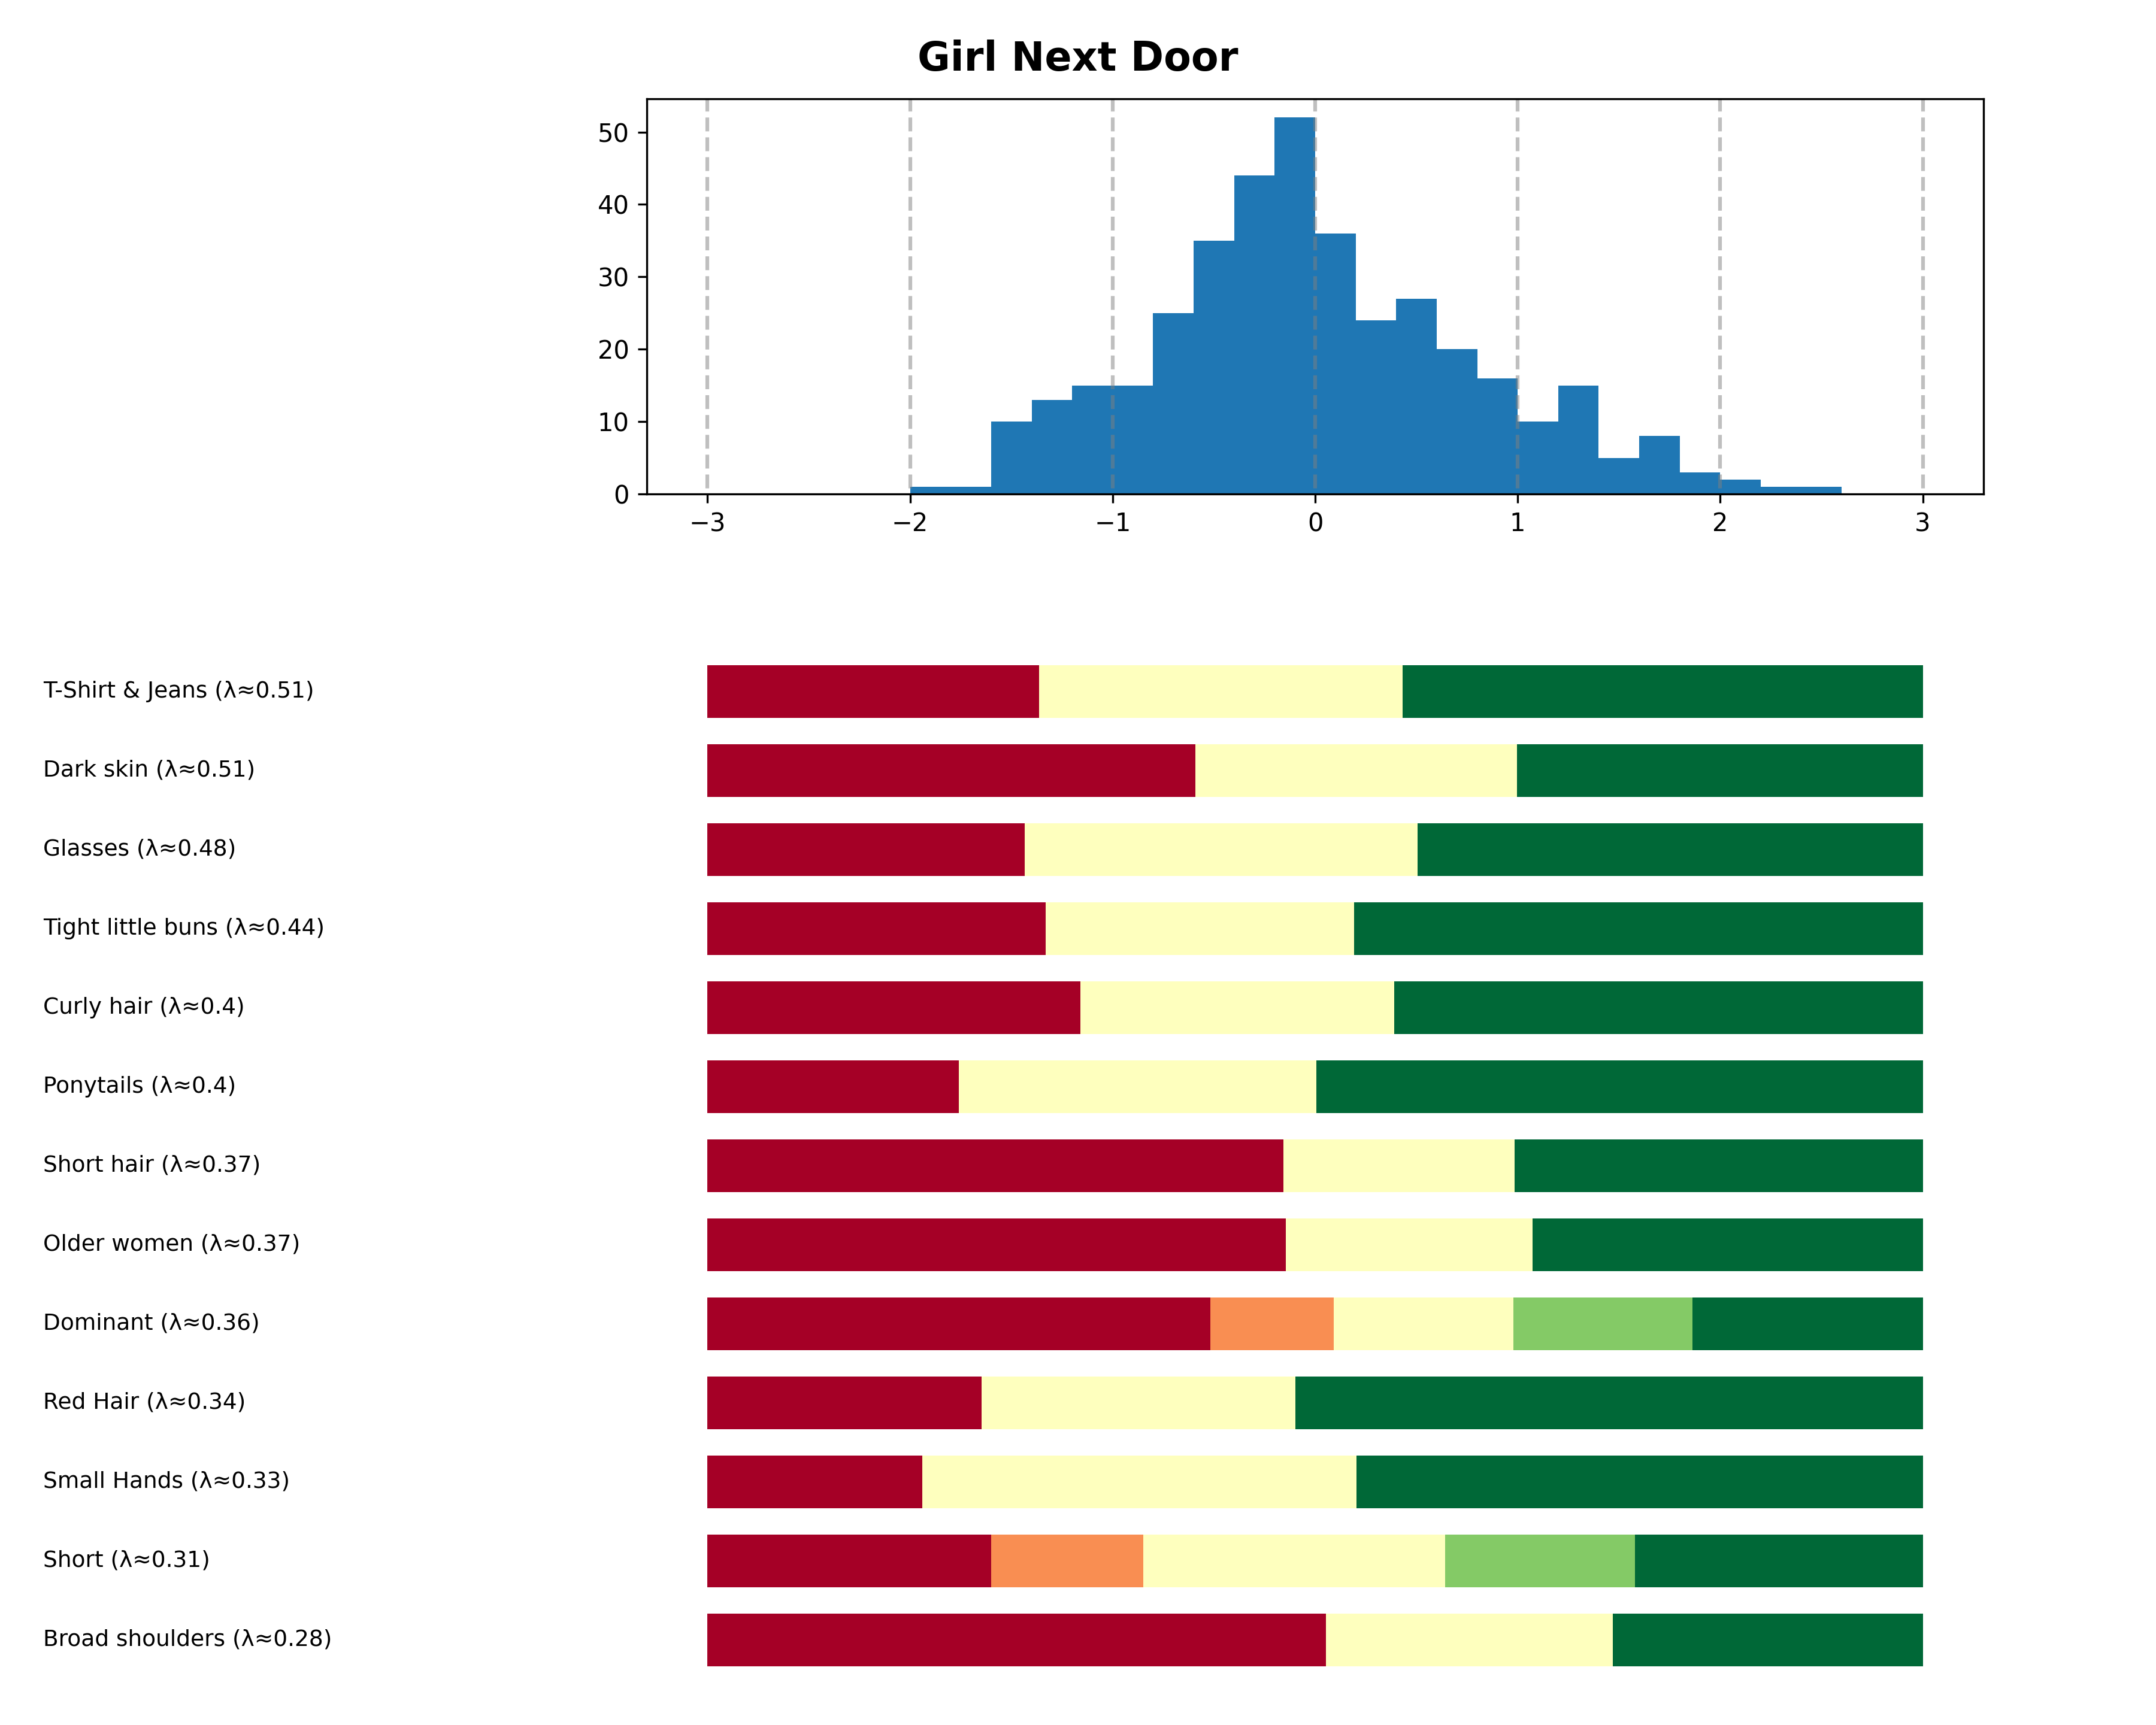 Girl Next Door
50
40
30
20
10
0
−3 −2 −1 0 1 2 3
T-Shirt & Jeans (λ≈0.51)
Dark skin (λ≈0.51)
Glasses (λ≈0.48)
Tight little buns (λ≈0.44)
Curly hair (λ≈0.4)
Ponytails (λ≈0.4)
Short hair (λ≈0.37)
Older women (λ≈0.37)
Dominant (λ≈0.36)
Red Hair (λ≈0.34)
Small Hands (λ≈0.33)
Short (λ≈0.31)
Broad shoulders (λ≈0.28)